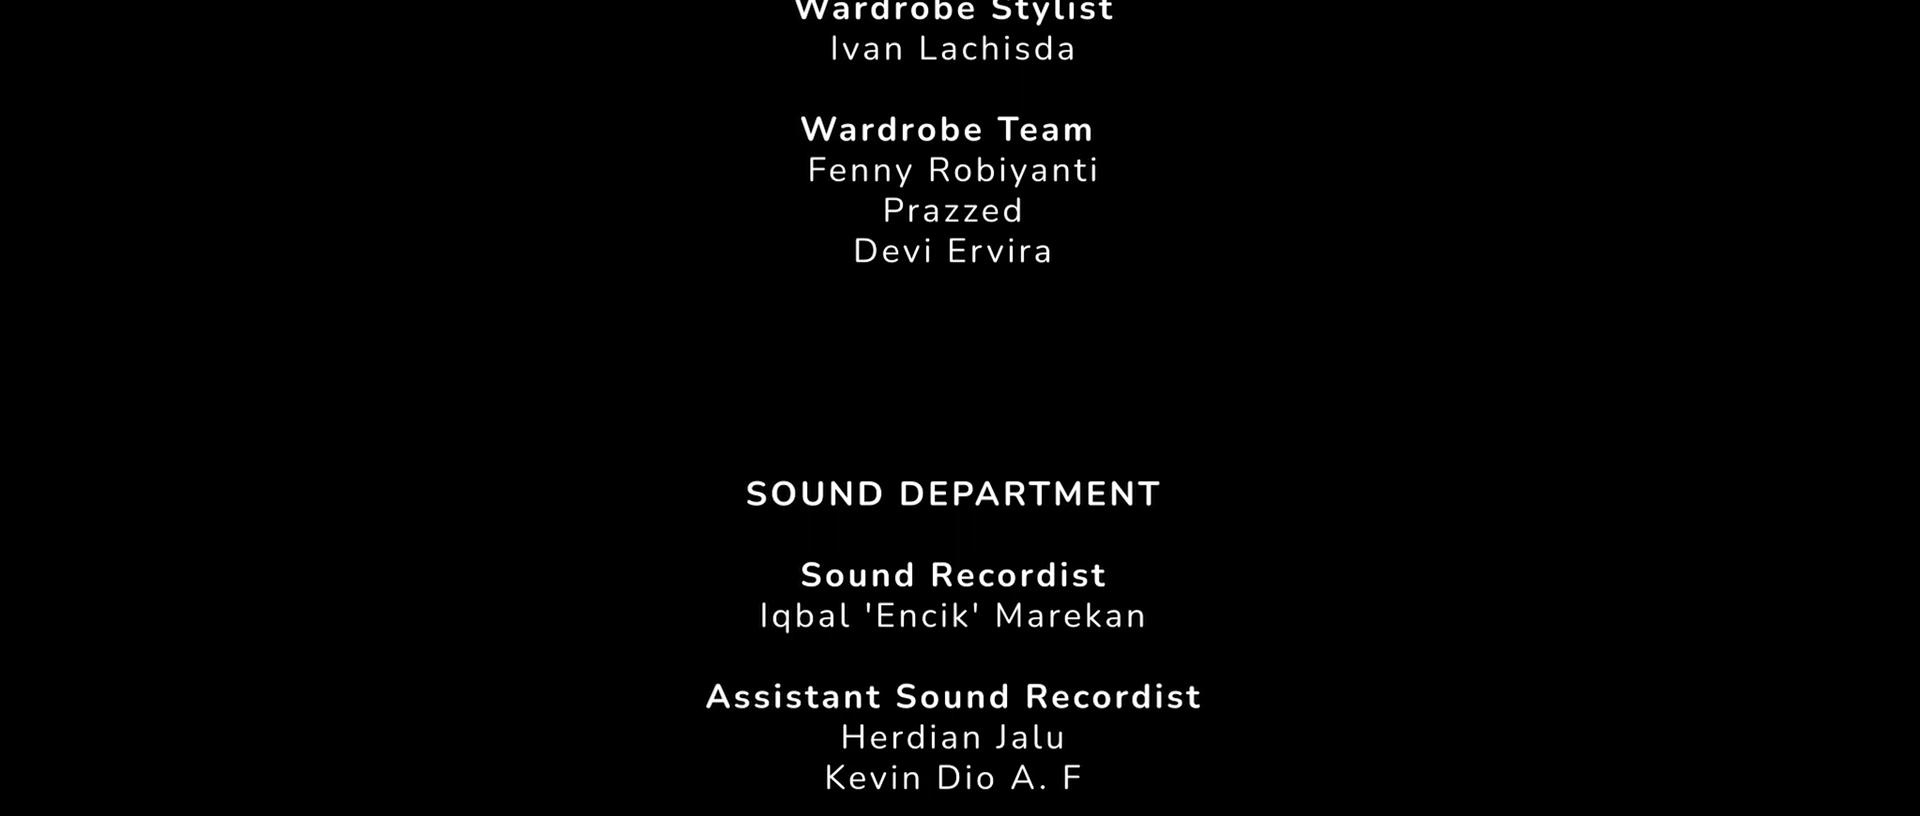 Wardrobe Stylist
Ivan Lachisda
Wardrobe Team
Fenny Robiyanti
Prazzed
Devi Ervira
SOUND DEPARTMENT
Sound Recordist
Iqbal 'Encik' Marekan
Assistant Sound Recordist
Herdian Jalu
Kevin Dio A. F